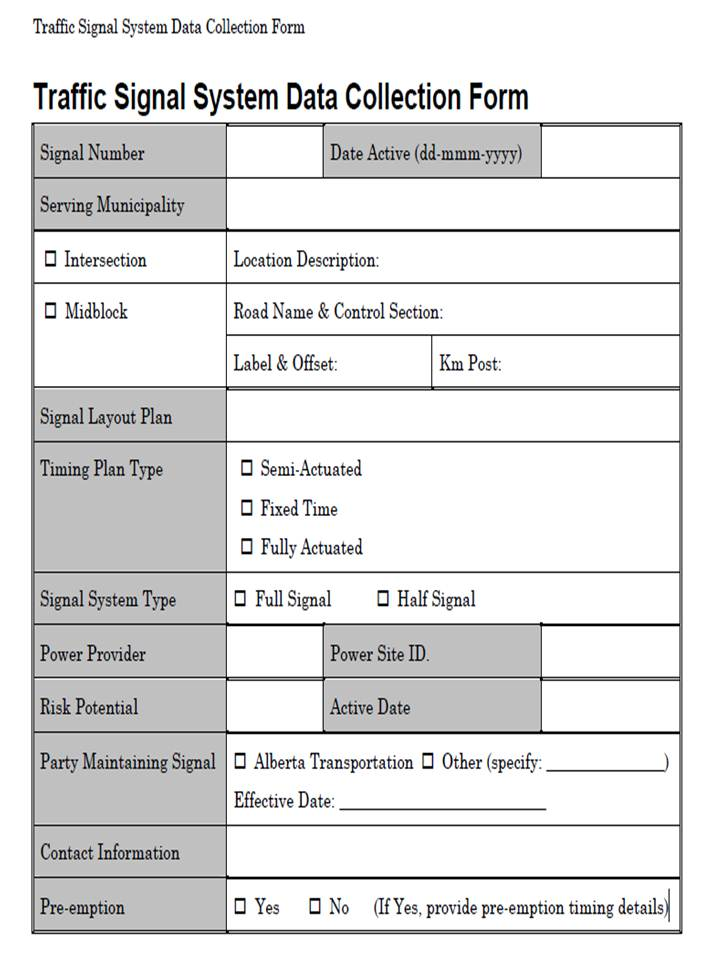 Traffic Signal System Data Collection Form
Traffic Signal System Data Collection Form
Signal Number
Date Active (dd-mmm-yyyy)
Serving Municipality
☐ Intersection
Location Description:
☐ Midblock
Road Name & Control Section:
Label & Offset:
Km Post:
Signal Layout Plan
Timing Plan Type
☐ Semi-Actuated
☐ Fixed Time
☐ Fully Actuated
Signal System Type
☐ Full Signal ☐ Half Signal
Power Provider
Power Site ID.
Risk Potential
Active Date
Party Maintaining Signal
☐ Alberta Transportation ☐ Other (specify: ______________)
Effective Date: ________________________
Contact Information
Pre-emption
☐ Yes ☐ No (If Yes, provide pre-emption timing details)